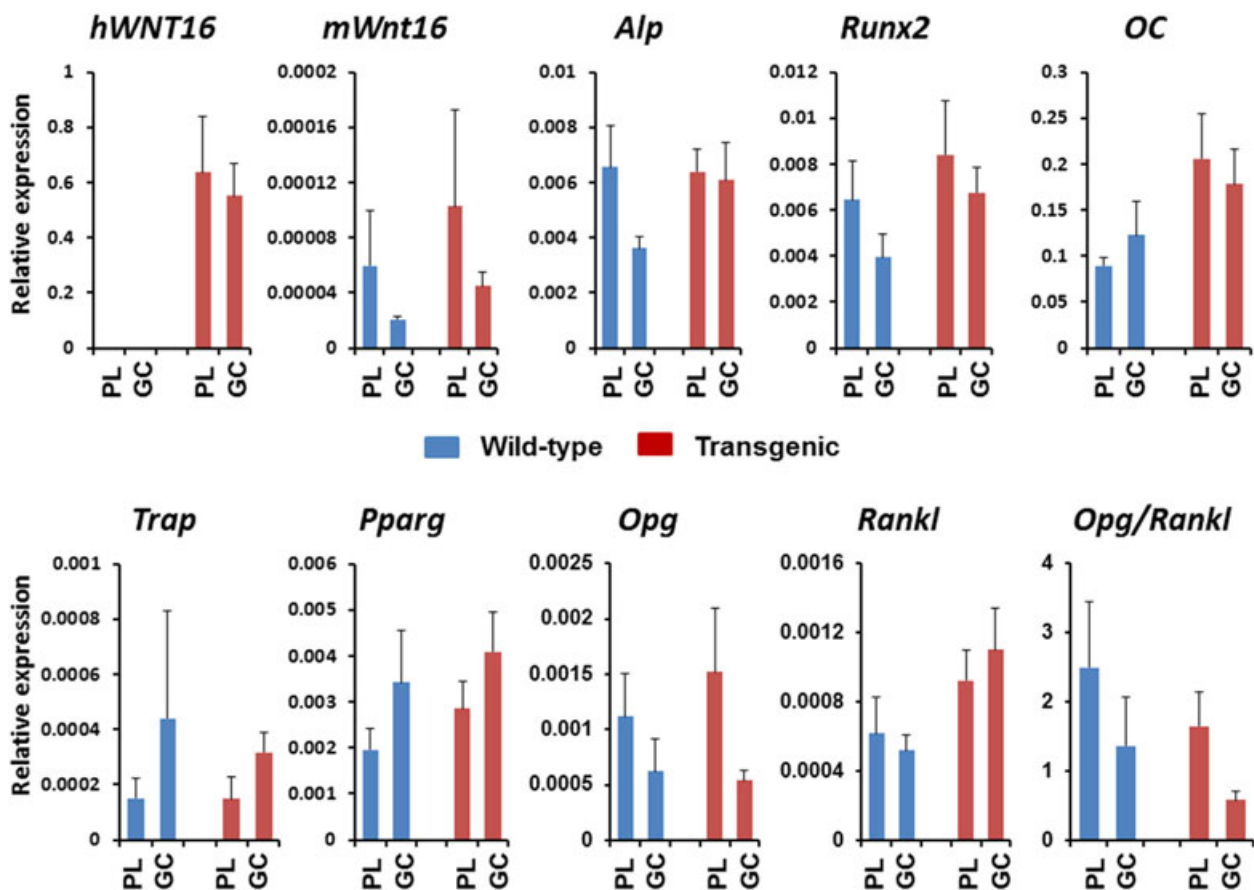 hWNT16 mWnt16 Alp Runx2 OC
Relative expression
1 0.8 0.6 0.4 0.2 0
0.0002 0.00016 0.00012 0.00008 0.00004 0
0.01 0.008 0.006 0.004 0.002 0
0.012 0.01 0.008 0.006 0.004 0.002 0
0.3 0.25 0.2 0.15 0.1 0.05 0
PL GC PL GC PL GC PL GC PL GC PL GC PL GC PL GC PL GC PL GC
Wild-type Transgenic
Trap Pparg Opg Rankl Opg/Rankl
Relative expression
0.001 0.0008 0.0006 0.0004 0.0002 0
0.006 0.005 0.004 0.003 0.002 0.001 0
0.0025 0.002 0.0015 0.001 0.0005 0
0.0016 0.0012 0.0008 0.0004 0
4 3 2 1 0
PL GC PL GC PL GC PL GC PL GC PL GC PL GC PL GC PL GC PL GC